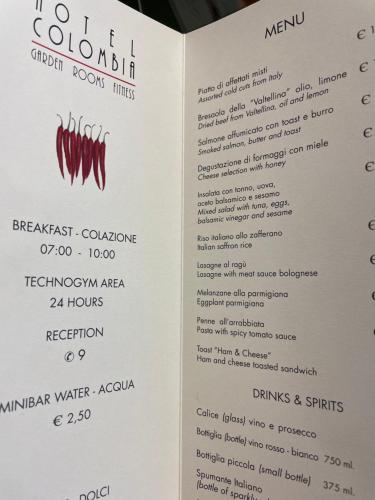 HOTEL
COLOMBIA
GARDEN ROOMS FITNESS
BREAKFAST - COLAZIONE
07:00 - 10:00
TECHNOGYM AREA
24 HOURS
RECEPTION
✆ 9
MINIBAR WATER - ACQUA
€ 2,50
DOLCI
MENU
Piatto di affettati misti
Assorted cold cuts from Italy
€
Bresaola della "Valtellina" olio, limone
Dried beef from Valtellina, oil and lemon
€
Salmone affumicato con toast e burro
Smoked salmon, butter and toast
€
Degustazione di formaggi con miele
Cheese selection with honey
€
Insalata con tonno, uova,
aceto balsamico e sesamo
Mixed salad with tuna, eggs,
balsamic vinegar and sesame
€
Riso italiano allo zafferano
Italian saffron rice
€
Lasagne al ragù
Lasagne with meat sauce bolognese
€
Melanzane alla parmigiana
Eggplant parmigiana
€
Penne all'arrabbiata
Pasta with spicy tomato sauce
€
Toast "Ham & Cheese"
Ham and cheese toasted sandwich
DRINKS & SPIRITS
Calice (glass) vino e prosecco
Bottiglia (bottle) vino rosso - bianco 750 ml.
Bottiglia piccola (small bottle) 375 ml.
Spumante Italiano
(bottle of sparkling